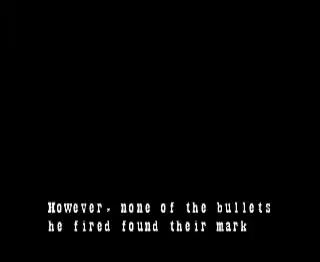 However, none of the bullets
he fired found their mark